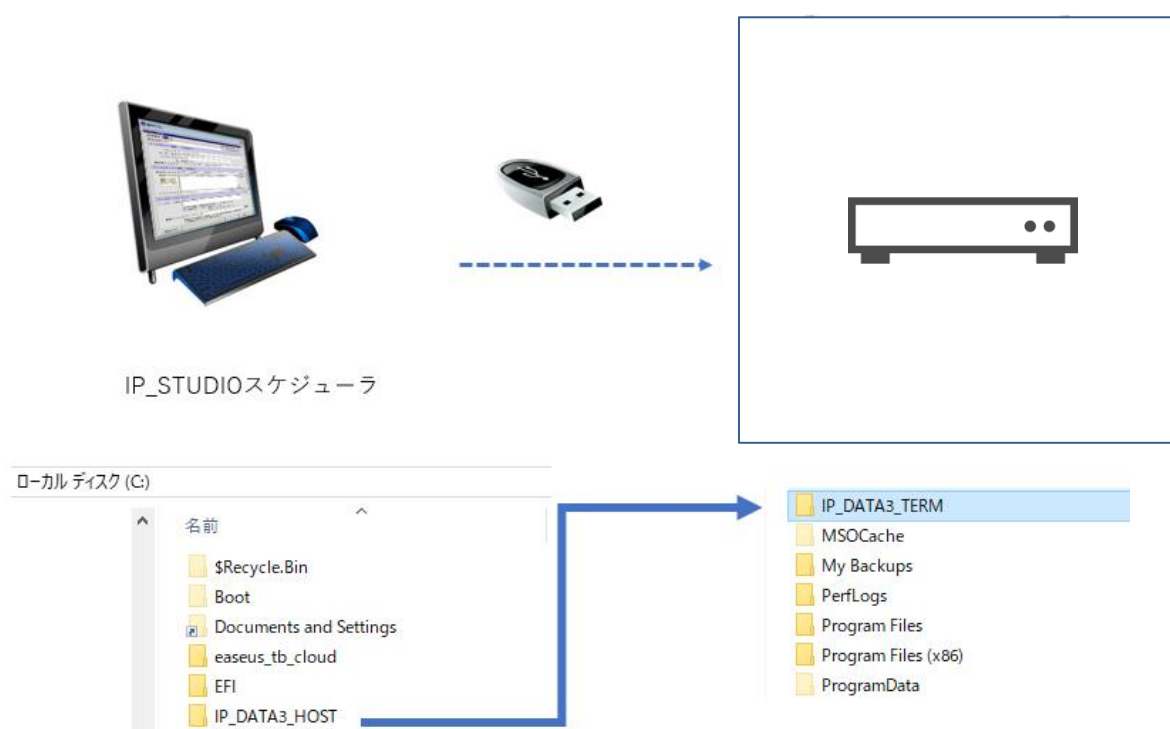 IP_STUDIOスケジューラ
ローカル ディスク (C:)
名前
$Recycle.Bin
Boot
Documents and Settings
easeus_tb_cloud
EFI
IP_DATA3_HOST
IP_DATA3_TERM
MSOCache
My Backups
PerfLogs
Program Files
Program Files (x86)
ProgramData